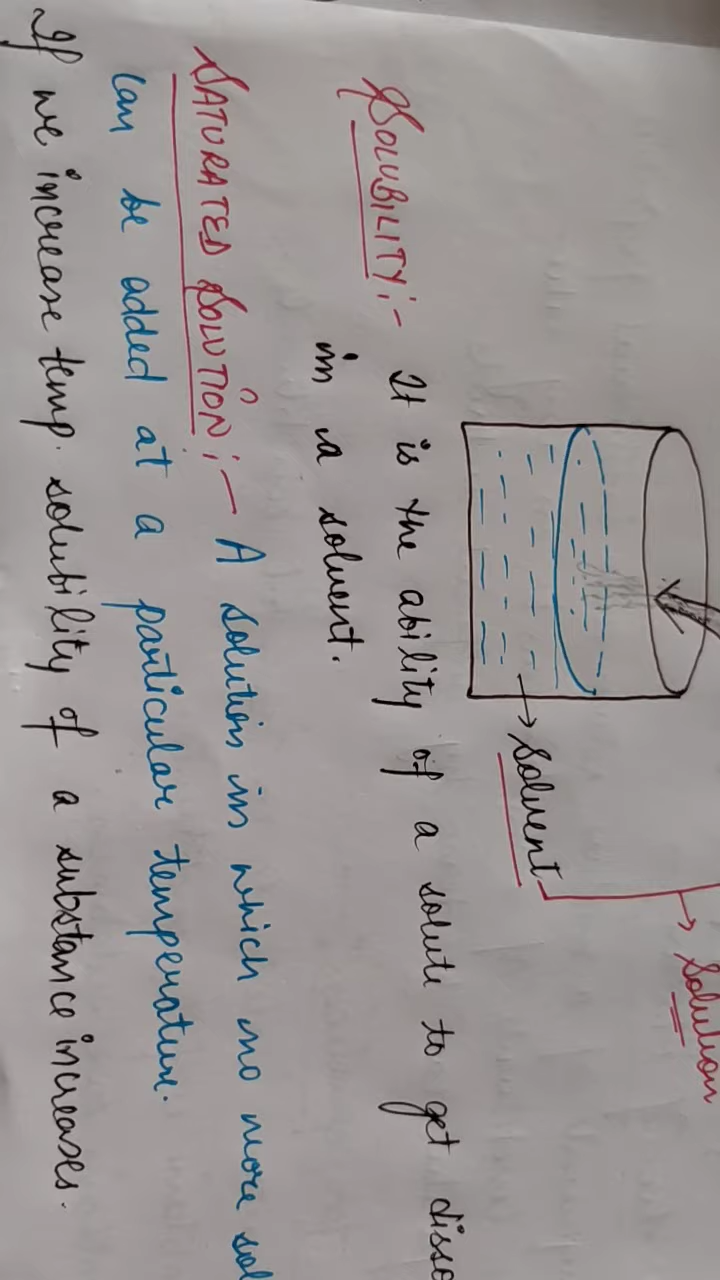 Solution
Solvent
SOLUBILITY:- It is the ability of a solute to get
in a solvent.
SATURATED SOLUTION:- A solution in which no more
can be added at a particular temperature.
If we increase temp. solubility of a substance increases.